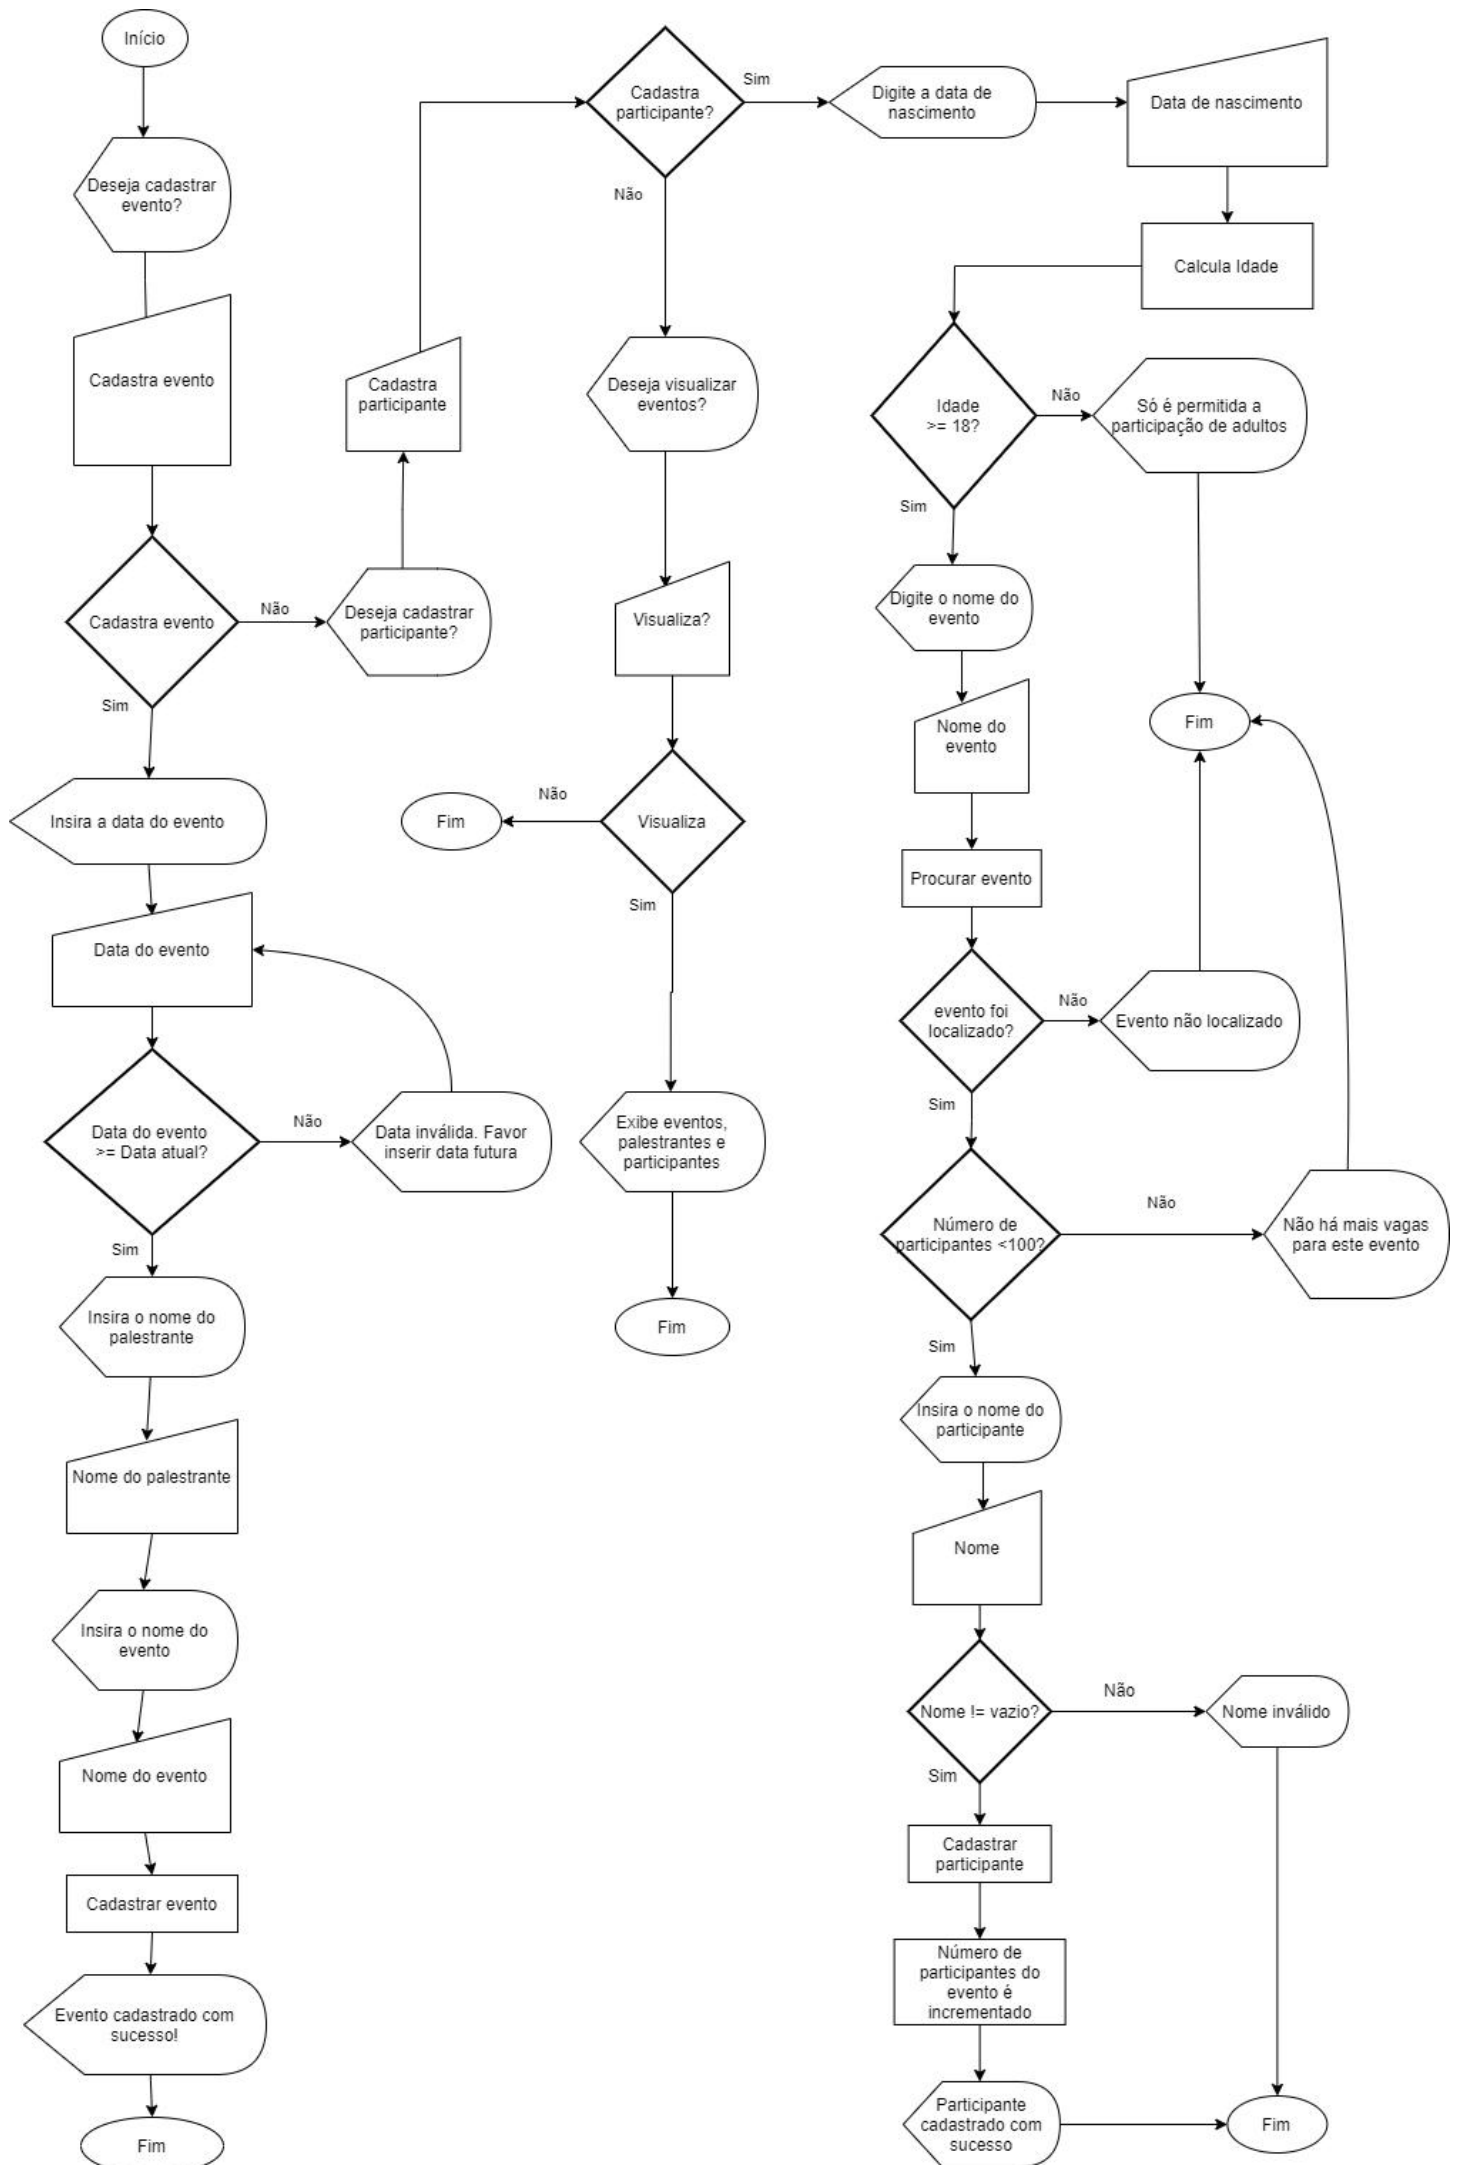 Início
Deseja cadastrar
evento?
Cadastra evento
Cadastra evento
Não
Sim
Deseja cadastrar
participante?
Cadastra
participante
Insira a data do evento
Data do evento
Data do evento
>= Data atual?
Não
Data inválida. Favor
inserir data futura
Sim
Insira o nome do
palestrante
Nome do palestrante
Insira o nome do
evento
Nome do evento
Cadastrar evento
Evento cadastrado com
sucesso!
Fim
Cadastra
participante?
Sim
Não
Deseja visualizar
eventos?
Visualiza?
Visualiza
Não
Fim
Sim
Exibe eventos,
palestrantes e
participantes
Fim
Digite a data de
nascimento
Data de nascimento
Calcula Idade
Idade
>= 18?
Não
Só é permitida a
participação de adultos
Sim
Digite o nome do
evento
Nome do
evento
Fim
Procurar evento
evento foi
localizado?
Não
Evento não localizado
Sim
Número de
participantes <100?
Não
Não há mais vagas
para este evento
Sim
Insira o nome do
participante
Nome
Nome != vazio?
Não
Nome inválido
Sim
Cadastrar
participante
Número de
participantes do
evento é
incrementado
Participante
cadastrado com
sucesso
Fim